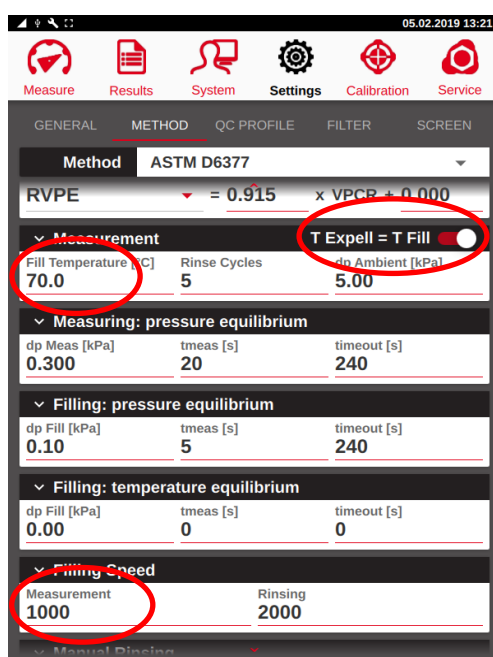 05.02.2019 13:21
Measure Results System Settings Calibration Service
GENERAL METHOD QC PROFILE FILTER SCREEN
Method ASTM D6377
RVPE = 0.915 x VPCR + 0.000
Measurement T Expell = T Fill
Fill Temperature [°C] Rinse Cycles dp Ambient [kPa]
70.0 5 5.00
Measuring: pressure equilibrium
dp Meas [kPa] tmeas [s] timeout [s]
0.300 20 240
Filling: pressure equilibrium
dp Fill [kPa] tmeas [s] timeout [s]
0.10 5 240
Filling: temperature equilibrium
dp Fill [kPa] tmeas [s] timeout [s]
0.00 0 0
Filling Speed
Measurement Rinsing
1000 2000
Manual Rinsing